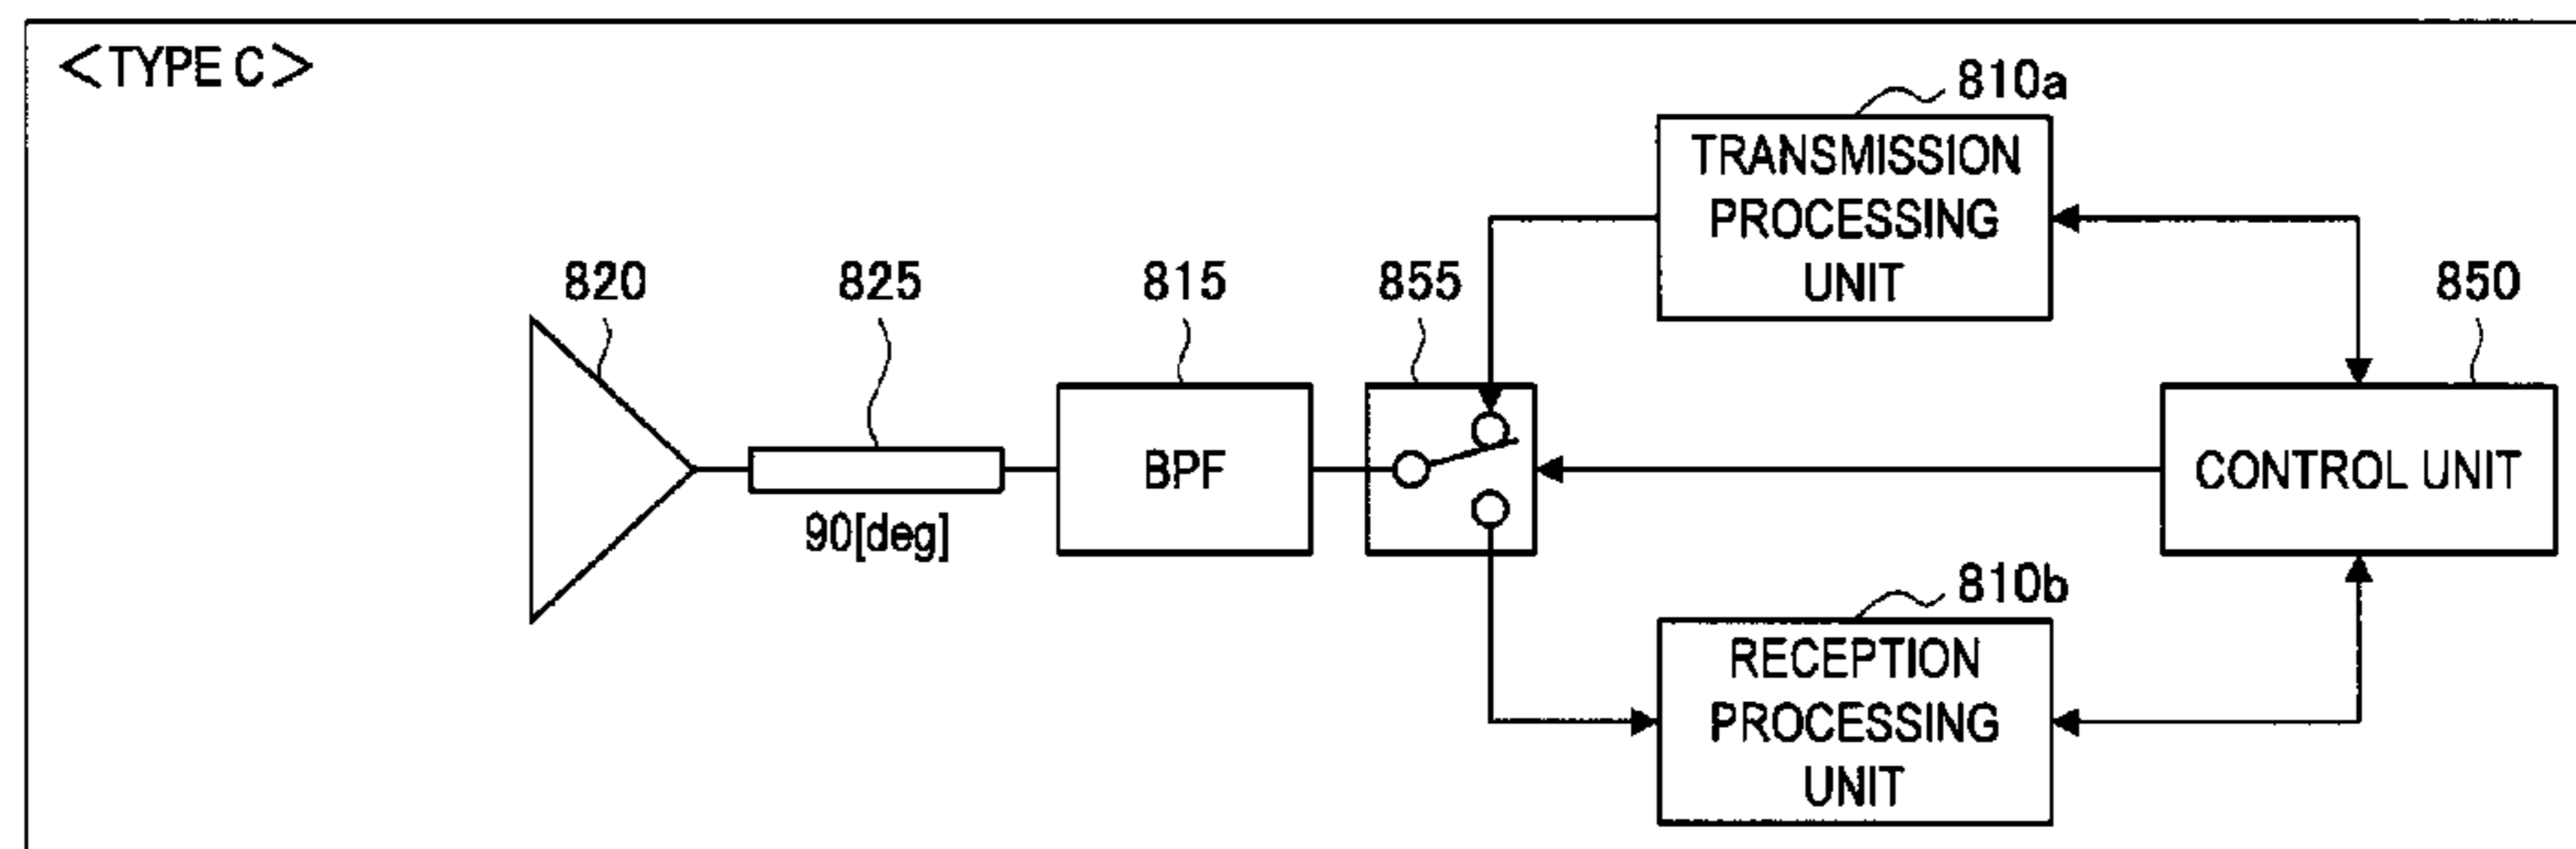 <TYPE C>
810a
TRANSMISSION
PROCESSING
UNIT
820
825
815
855
850
BPF
CONTROL UNIT
90[deg]
810b
RECEPTION
PROCESSING
UNIT